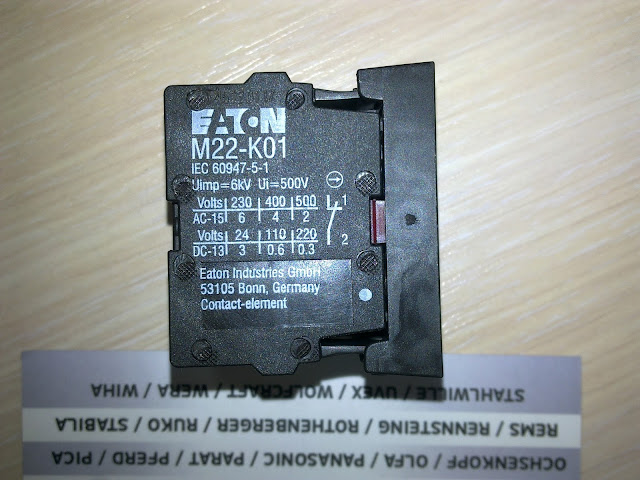 EATON
M22-K01
IEC 60947-5-1
Uimp=6kV Ui=500V
Volts 230 400 500
AC-15 6 4 2
1
Volts 24 110 220
DC-13 3 0.6 0.3
2
Eaton Industries GmbH
53105 Bonn, Germany
Contact-element
OCHSENKOPF / OLFA / PANASONIC / PARAT / PFERD / PICA
REMS / RENNSTEING / ROTHENBERGER / RUKO / STABILA
STAHLWILLE / UVEX / WOLFCRAFT / WERA / WIHA